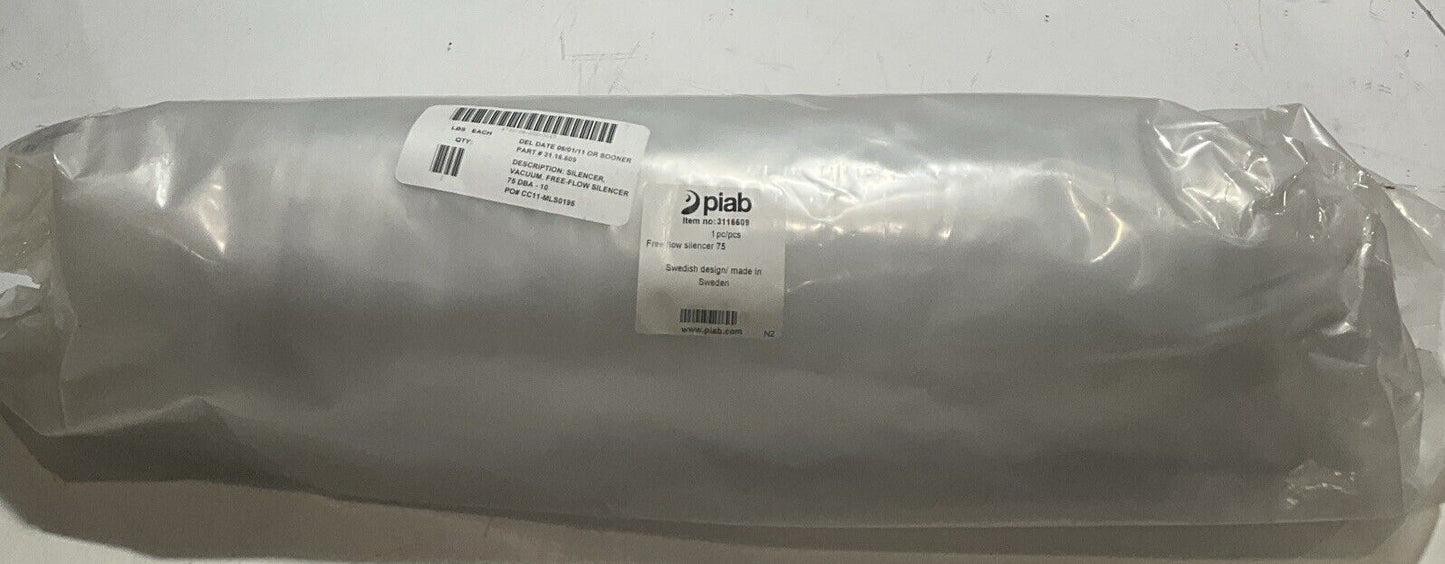 LBS EACH
QTY:
DEL DATE 06/01/11 OR SOONER
PART # 31.16.609
DESCRIPTION: SILENCER,
VACUUM, FREE-FLOW SILENCER
75 DBA - 10
PO# CC11-MLS0195
piab
Item no:3116609
1 pc/pcs
Free flow silencer 75
Swedish design/ made in
Sweden
www.piab.com
N2